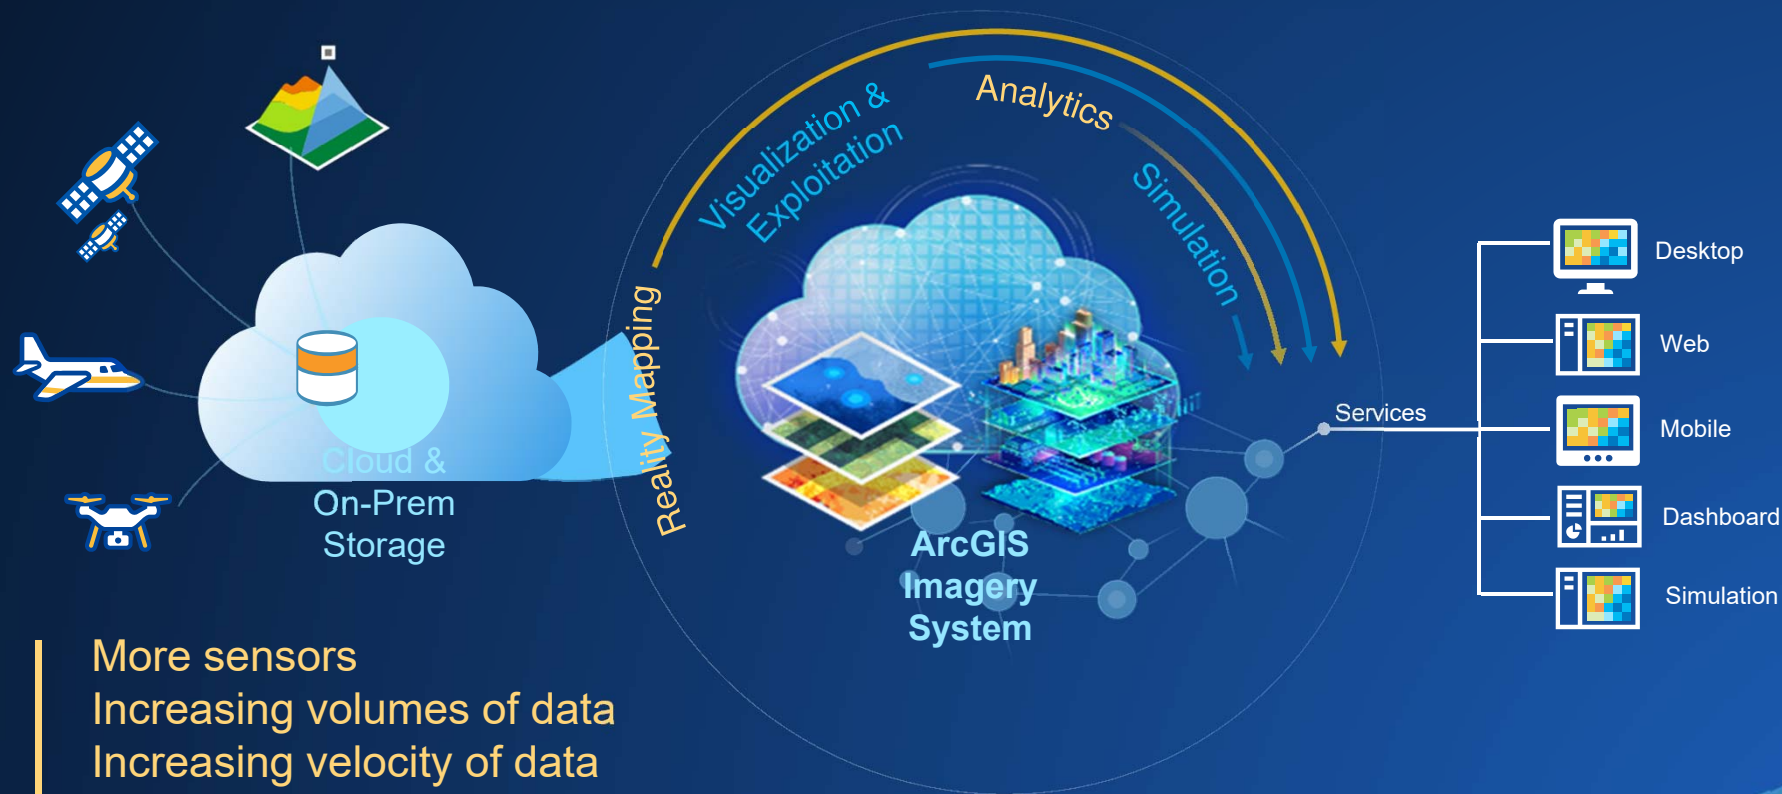 Cloud &
On-Prem
Storage
Reality Mapping
Visualization &
Exploitation
Analytics
Simulation
ArcGIS
Imagery
System
Services
Desktop
Web
Mobile
Dashboard
Simulation
More sensors
Increasing volumes of data
Increasing velocity of data